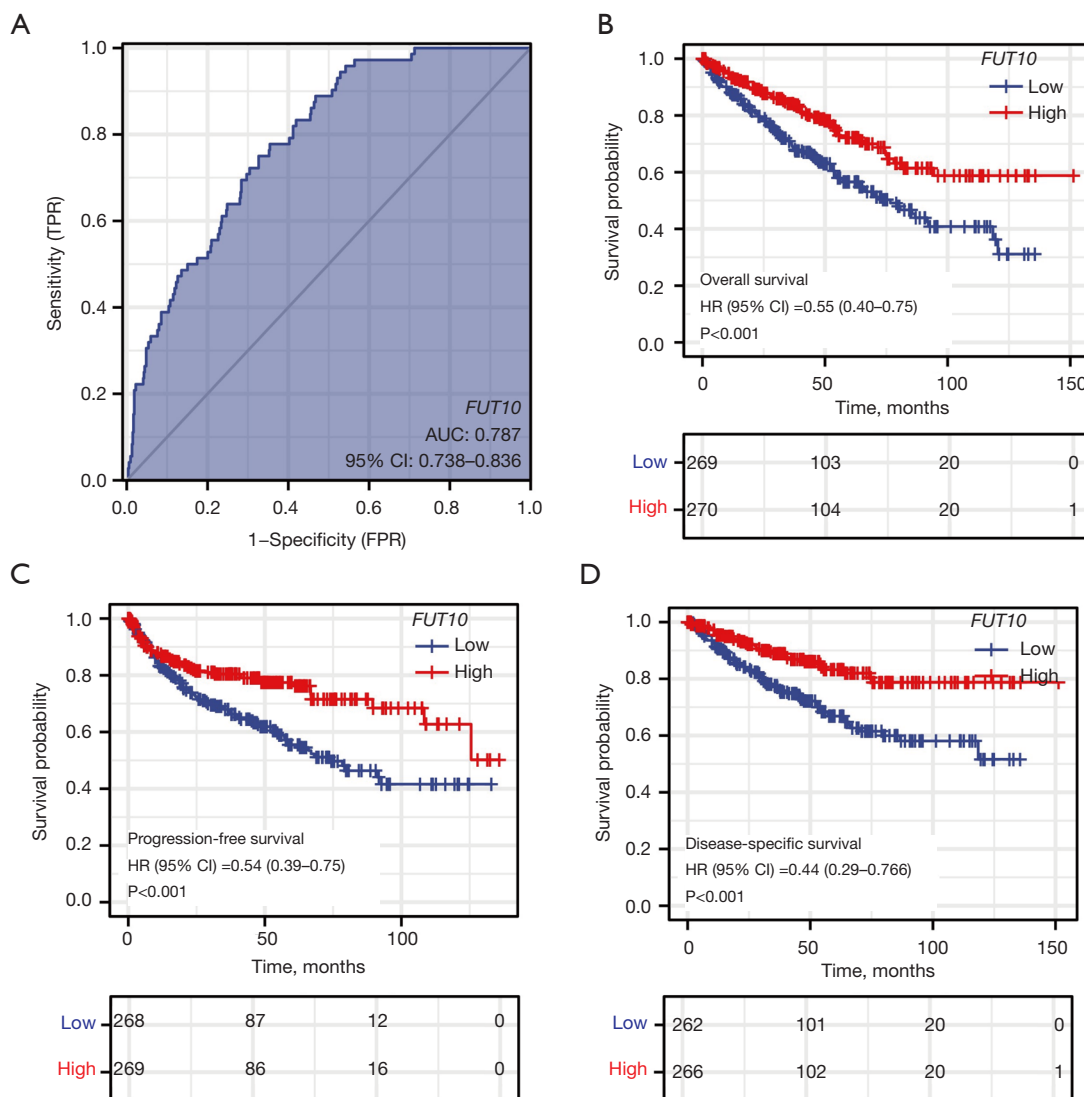 A
1.0
0.8
0.6
0.4
0.2
0.0
Sensitivity (TPR)
FUT10
AUC: 0.787
95% CI: 0.738–0.836
0.0 0.2 0.4 0.6 0.8 1.0
1–Specificity (FPR)
B
1.0
0.8
0.6
0.4
0.2
0.0
Survival probability
FUT10
Low
High
Overall survival
HR (95% CI) =0.55 (0.40–0.75)
P<0.001
0 50 100 150
Time, months
Low 269 103 20 0
High 270 104 20 1
C
1.0
0.8
0.6
0.4
0.2
0.0
Survival probability
FUT10
Low
High
Progression-free survival
HR (95% CI) =0.54 (0.39–0.75)
P<0.001
0 50 100
Time, months
Low 268 87 12 0
High 269 86 16 0
D
1.0
0.8
0.6
0.4
0.2
0.0
Survival probability
FUT10
Low
High
Disease-specific survival
HR (95% CI) =0.44 (0.29–0.766)
P<0.001
0 50 100 150
Time, months
Low 262 101 20 0
High 266 102 20 1